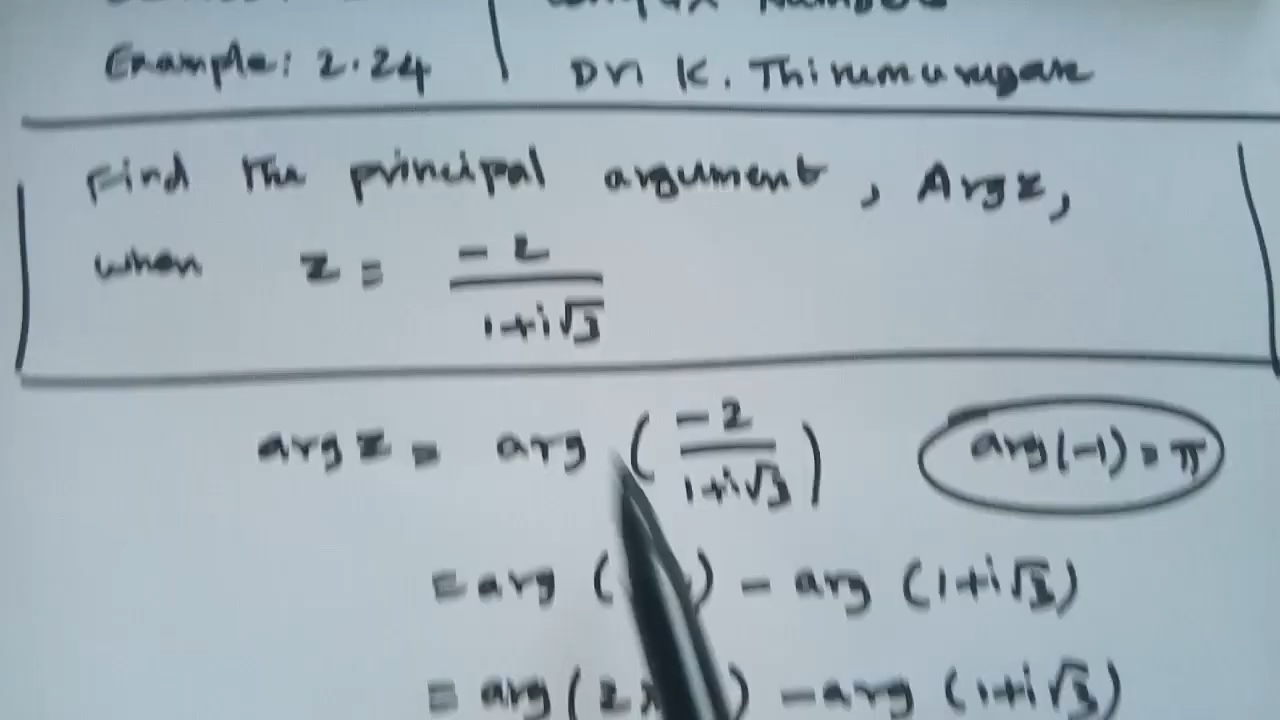 Example: 2.24
Dr. K. Thirumurugan
Find the principal argument, Arg z,
when z = -2 / 1+i√3
arg z = arg (-2 / 1+i√3)
arg(-1) = π
= arg ( ) - arg (1+i√3)
= arg (2x ) - arg (1+i√3)